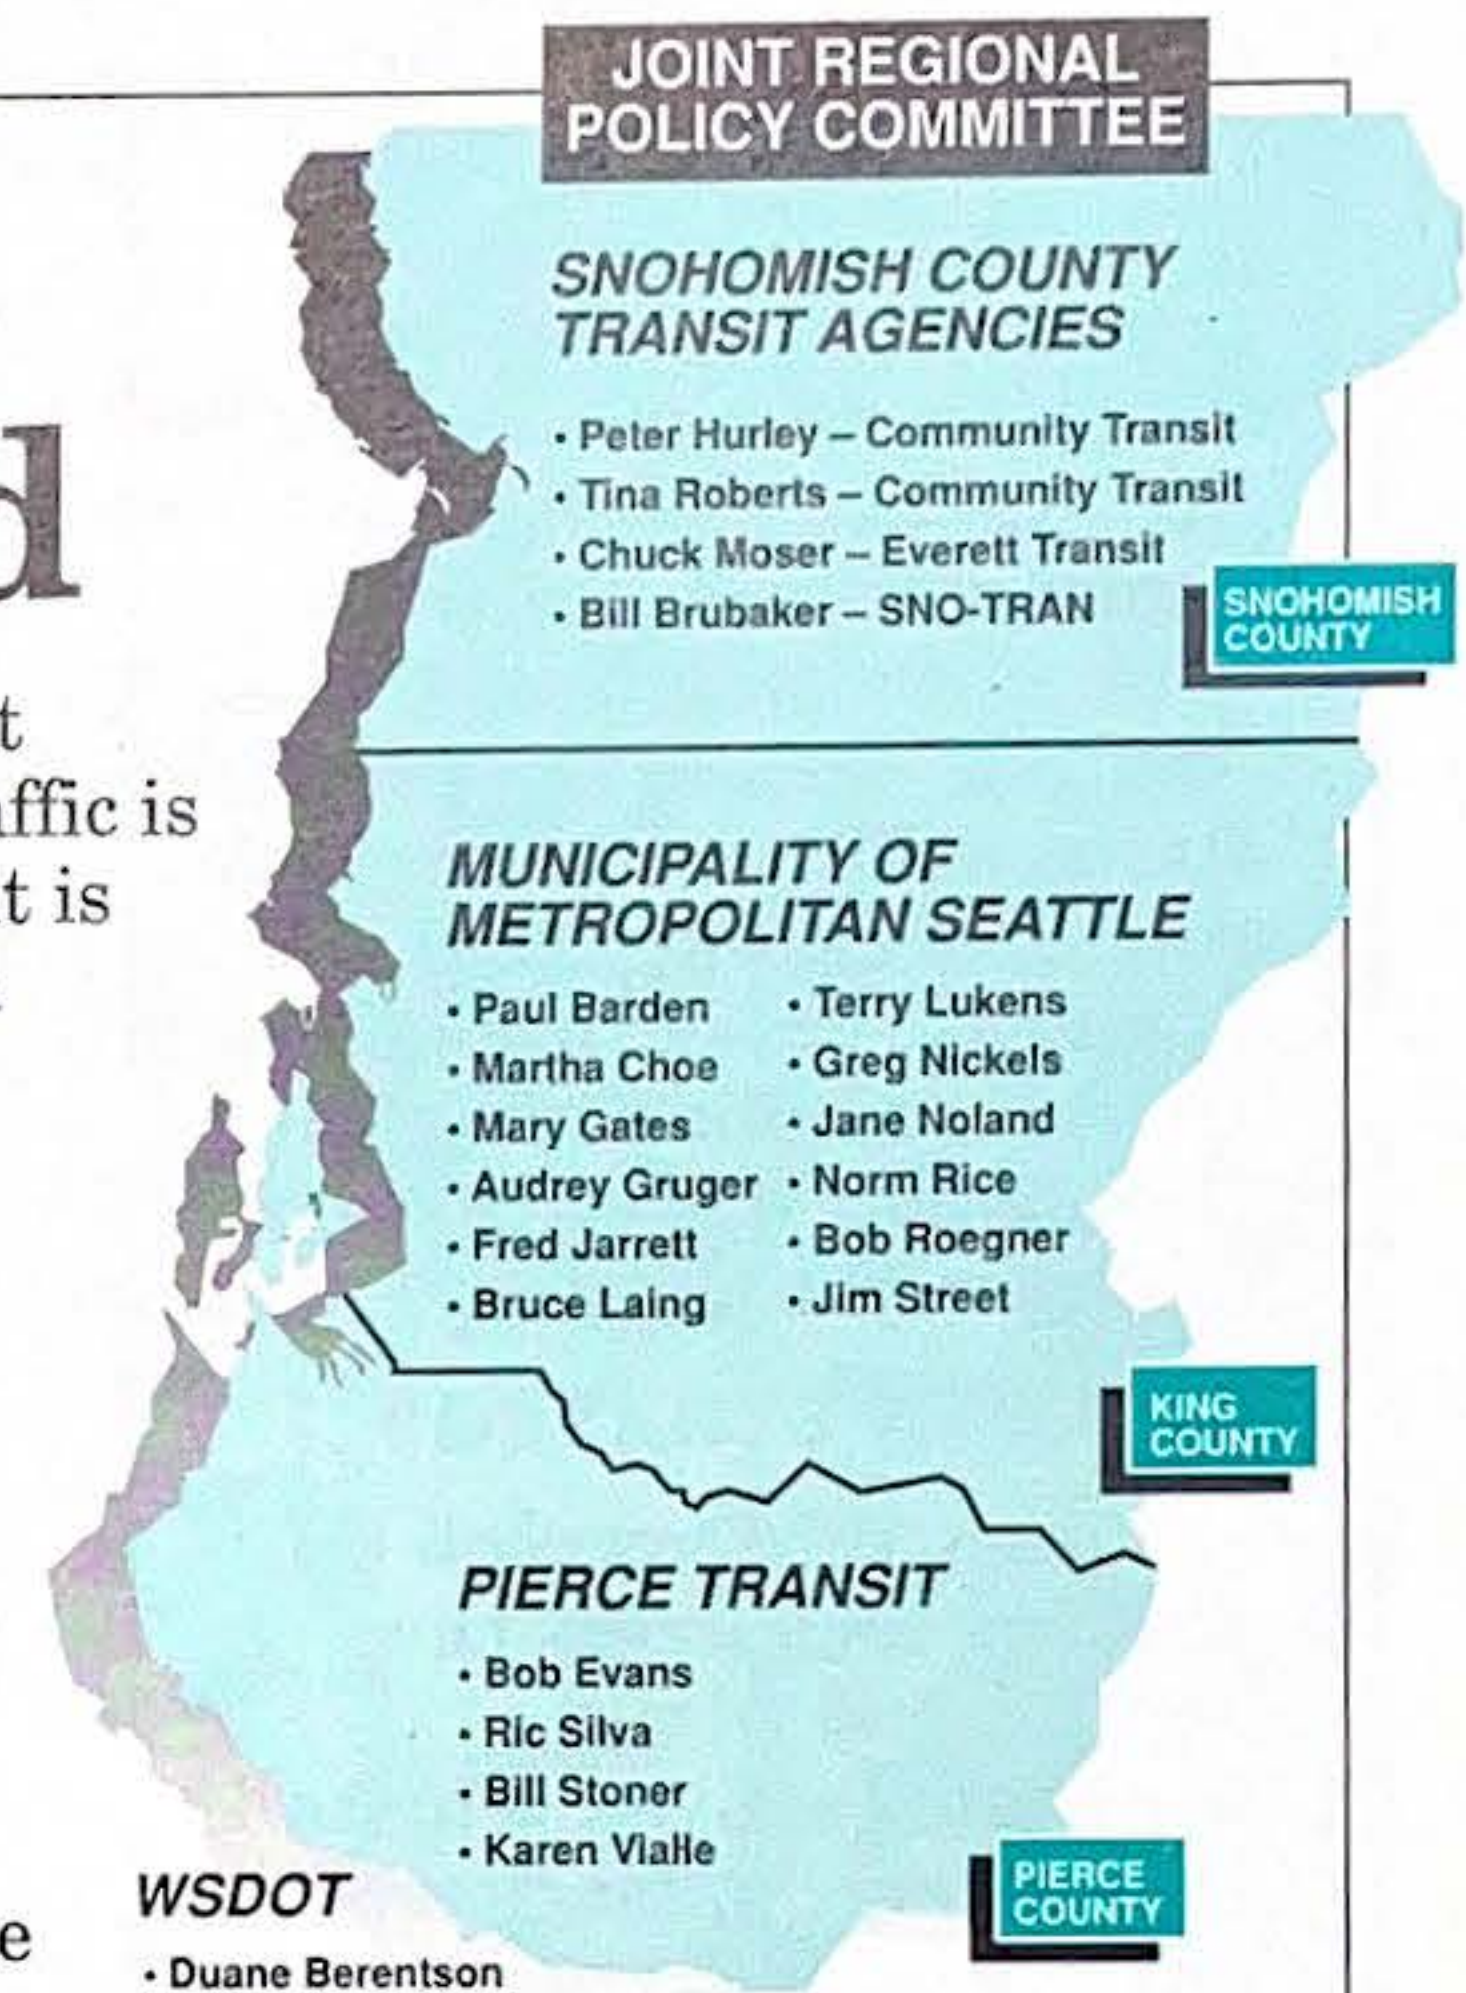 JOINT REGIONAL
POLICY COMMITTEE
SNOHOMISH COUNTY
TRANSIT AGENCIES
• Peter Hurley – Community Transit
• Tina Roberts – Community Transit
• Chuck Moser – Everett Transit
• Bill Brubaker – SNO-TRAN
SNOHOMISH
COUNTY
d
t
affic is
t is
MUNICIPALITY OF
METROPOLITAN SEATTLE
• Paul Barden
• Martha Choe
• Mary Gates
• Audrey Gruger
• Fred Jarrett
• Bruce Laing
• Terry Lukens
• Greg Nickels
• Jane Noland
• Norm Rice
• Bob Roegner
• Jim Street
KING
COUNTY
PIERCE TRANSIT
• Bob Evans
• Ric Silva
• Bill Stoner
• Karen Vialle
PIERCE
COUNTY
e
WSDOT
• Duane Berentson